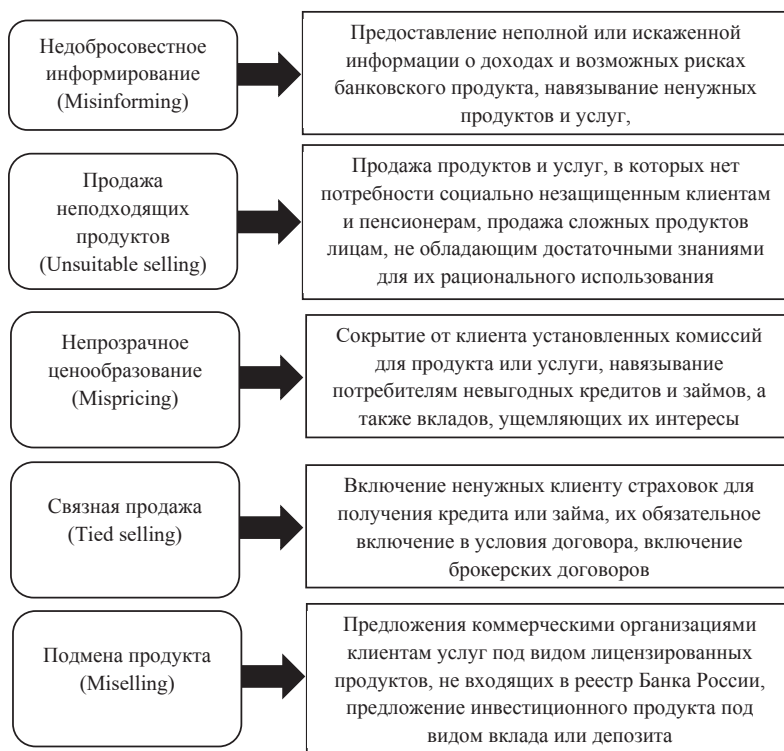 Недобросовестное
информирование
(Misinforming)
Предоставление неполной или искаженной
информации о доходах и возможных рисках
банковского продукта, навязывание ненужных
продуктов и услуг,
Продажа
неподходящих
продуктов
(Unsuitable selling)
Продажа продуктов и услуг, в которых нет
потребности социально незащищенным клиентам
и пенсионерам, продажа сложных продуктов
лицам, не обладающим достаточными знаниями
для их рационального использования
Непрозрачное
ценообразование
(Mispricing)
Сокрытие от клиента установленных комиссий
для продукта или услуги, навязывание
потребителям невыгодных кредитов и займов, а
также вкладов, ущемляющих их интересы
Связная продажа
(Tied selling)
Включение ненужных клиенту страховок для
получения кредита или займа, их обязательное
включение в условия договора, включение
брокерских договоров
Подмена продукта
(Miselling)
Предложения коммерческими организациями
клиентам услуг под видом лицензированных
продуктов, не входящих в реестр Банка России,
предложение инвестиционного продукта под
видом вклада или депозита